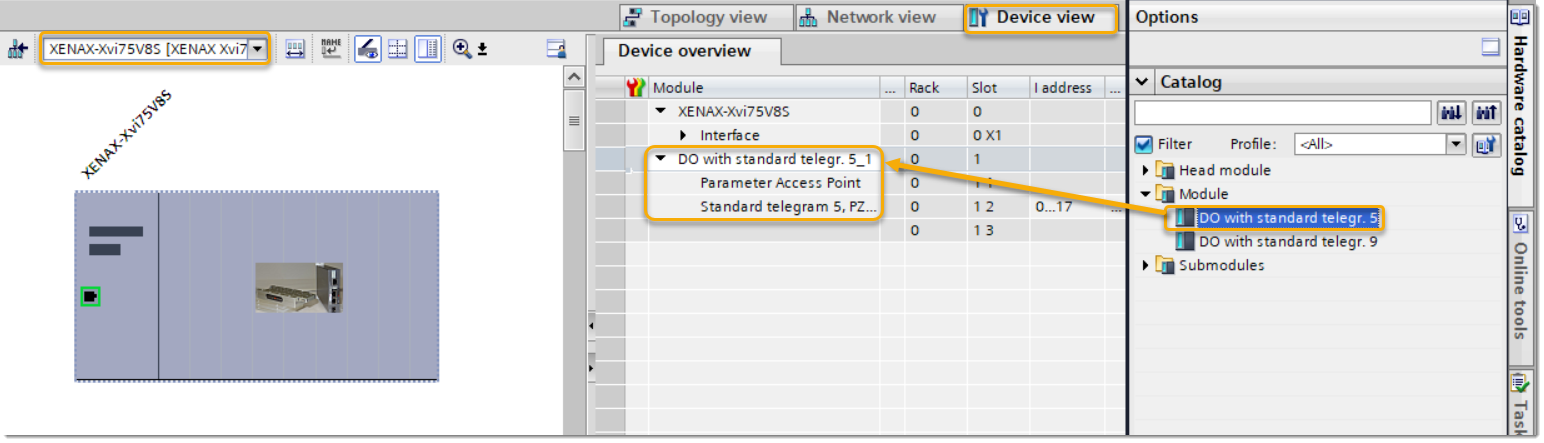 Topology view
Network view
Device view
Options
XENAX-Xvi75V8S [XENAX Xvi7
NAME
Device overview
XENAX-Xvi75V8S
Module ... Rack Slot I address ...
XENAX-Xvi75V8S 0 0
Interface 0 0 X1
DO with standard telegr. 5_1 0 1
Parameter Access Point 0 1 1
Standard telegram 5, PZ... 0 1 2 0...17 ...
0 1 3
Catalog
Filter Profile: <All>
Head module
Module
DO with standard telegr. 5
DO with standard telegr. 9
Submodules
Hardware catalog
Online tools
Task